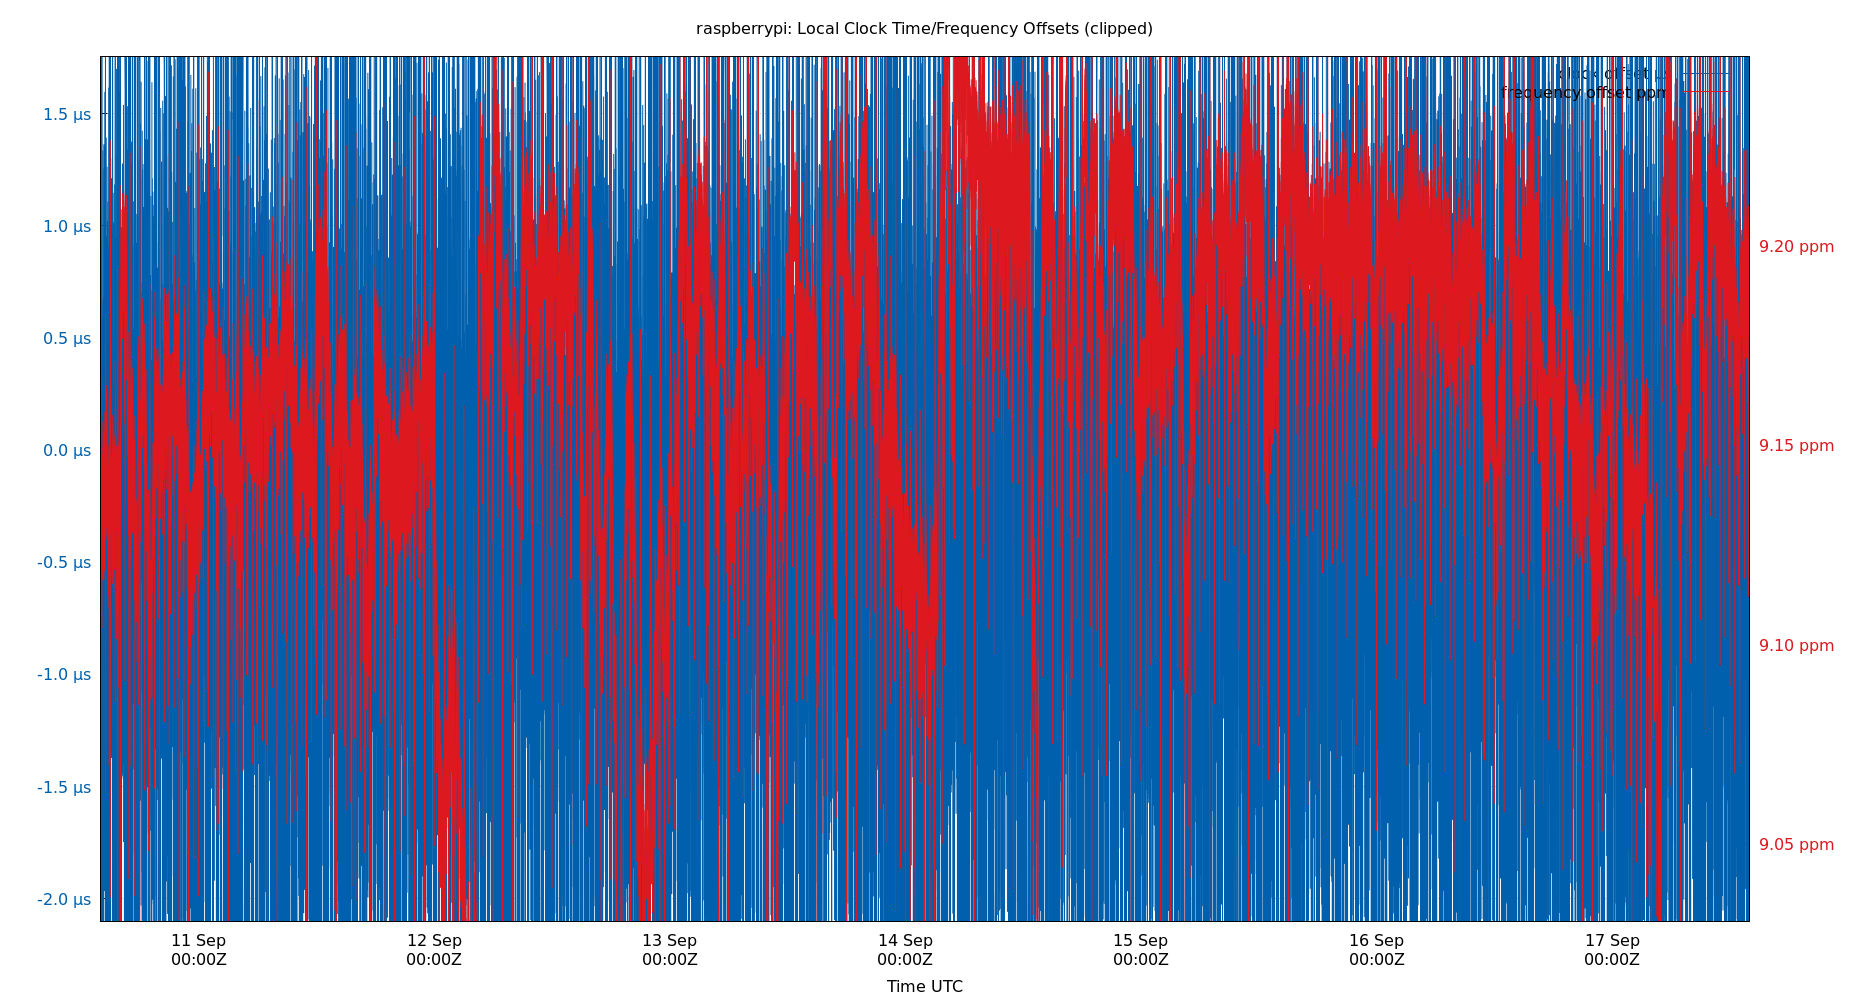 raspberrypi: Local Clock Time/Frequency Offsets (clipped)
clock offset µs
frequency offset ppm
1.5 µs
1.0 µs
0.5 µs
0.0 µs
-0.5 µs
-1.0 µs
-1.5 µs
-2.0 µs
9.20 ppm
9.15 ppm
9.10 ppm
9.05 ppm
11 Sep
00:00Z
12 Sep
00:00Z
13 Sep
00:00Z
14 Sep
00:00Z
15 Sep
00:00Z
16 Sep
00:00Z
17 Sep
00:00Z
Time UTC